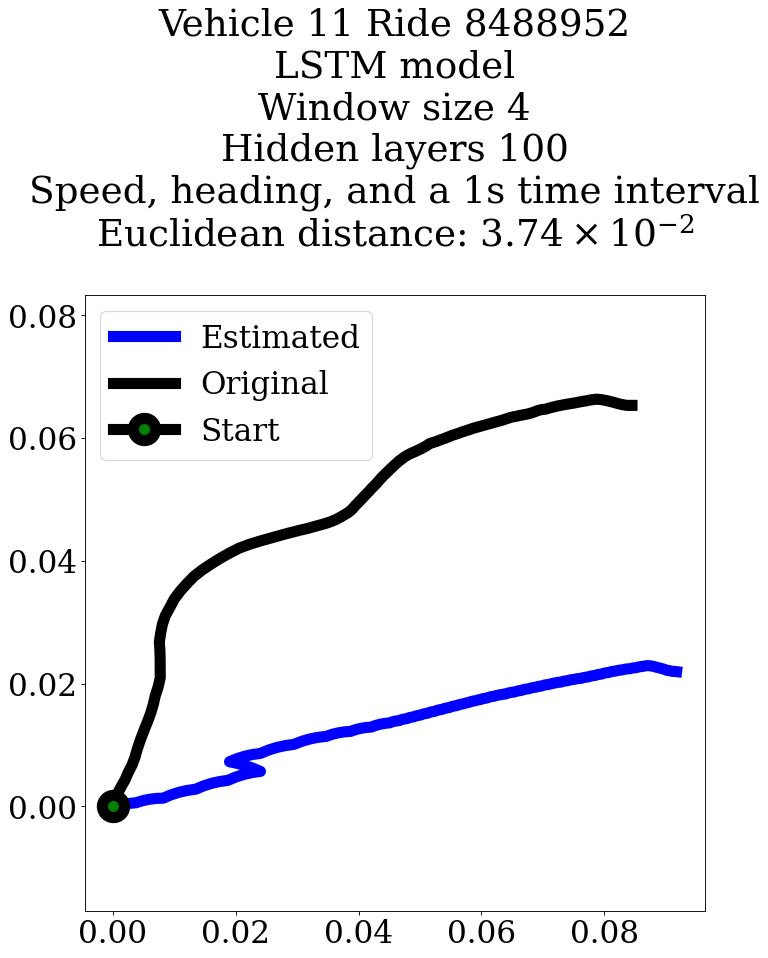 Vehicle 11 Ride 8488952
LSTM model
Window size 4
Hidden layers 100
Speed, heading, and a 1s time interval
Euclidean distance: 3.74 × 10⁻²
0.08
0.06
0.04
0.02
0.00
Estimated
Original
Start
0.00 0.02 0.04 0.06 0.08